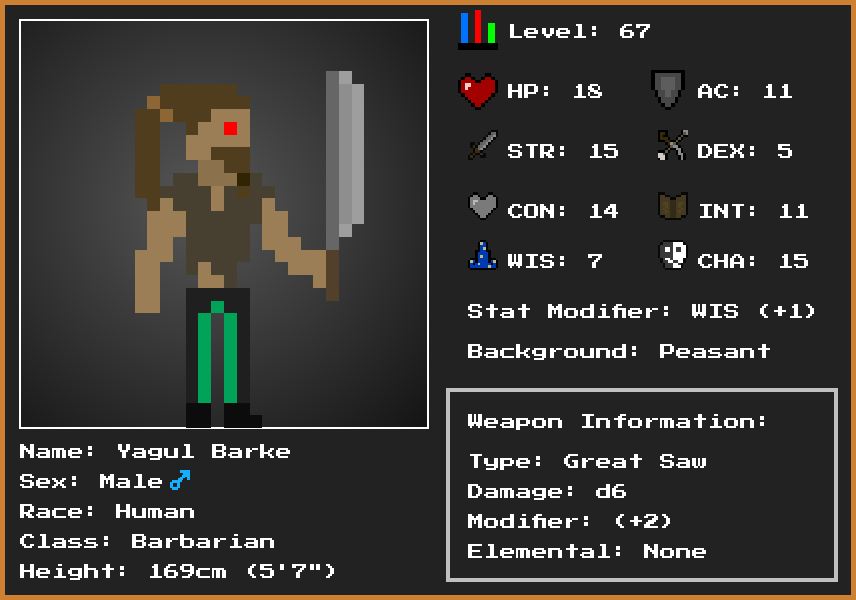 Level: 67
HP: 18 AC: 11
STR: 15 DEX: 5
CON: 14 INT: 11
WIS: 7 CHA: 15
Stat Modifier: WIS (+1)
Background: Peasant
Weapon Information:
Type: Great Saw
Damage: d6
Modifier: (+2)
Elemental: None
Name: Yagul Barke
Sex: Male ♂
Race: Human
Class: Barbarian
Height: 169cm (5'7")